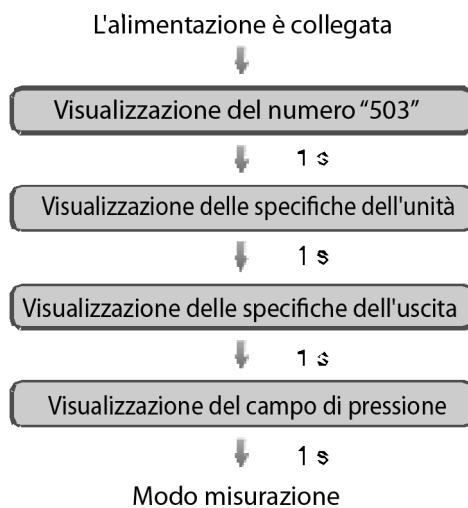 L'alimentazione è collegata
Visualizzazione del numero “503”
1 s
Visualizzazione delle specifiche dell'unità
1 s
Visualizzazione delle specifiche dell'uscita
1 s
Visualizzazione del campo di pressione
1 s
Modo misurazione